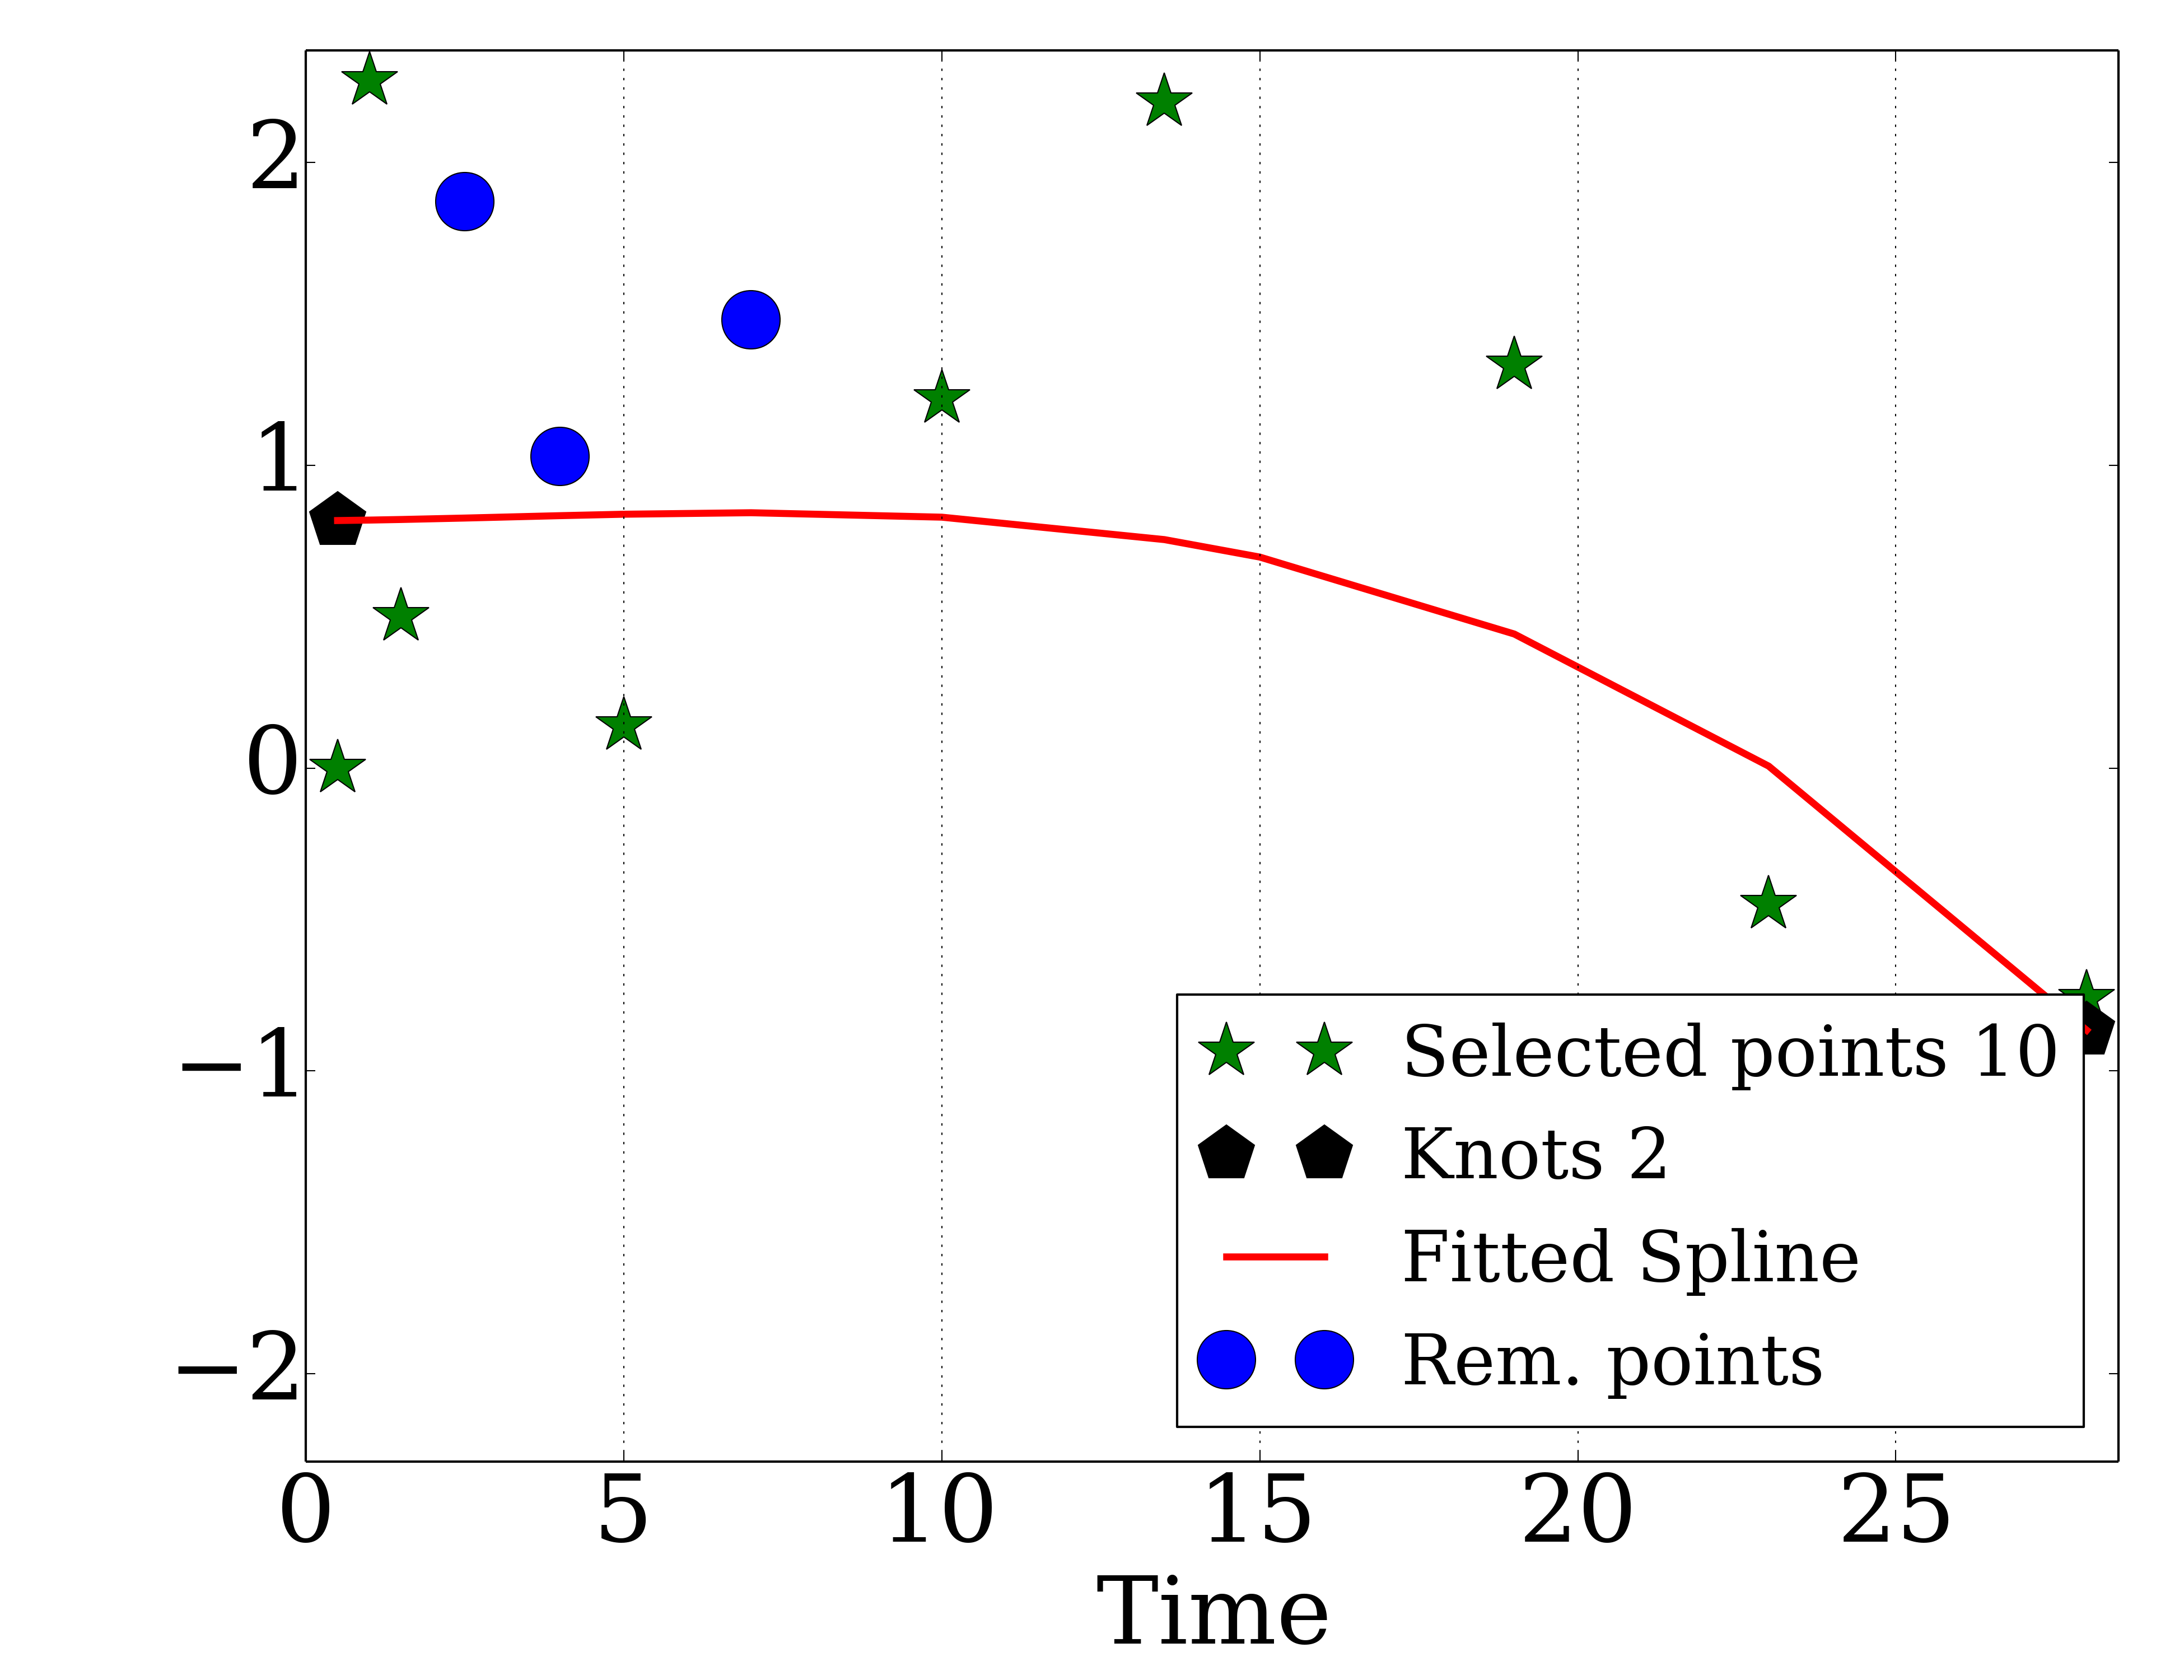 2
1
0
−1
−2
Selected points 10
Knots 2
Fitted Spline
Rem. points
0 5 10 15 20 25
Time